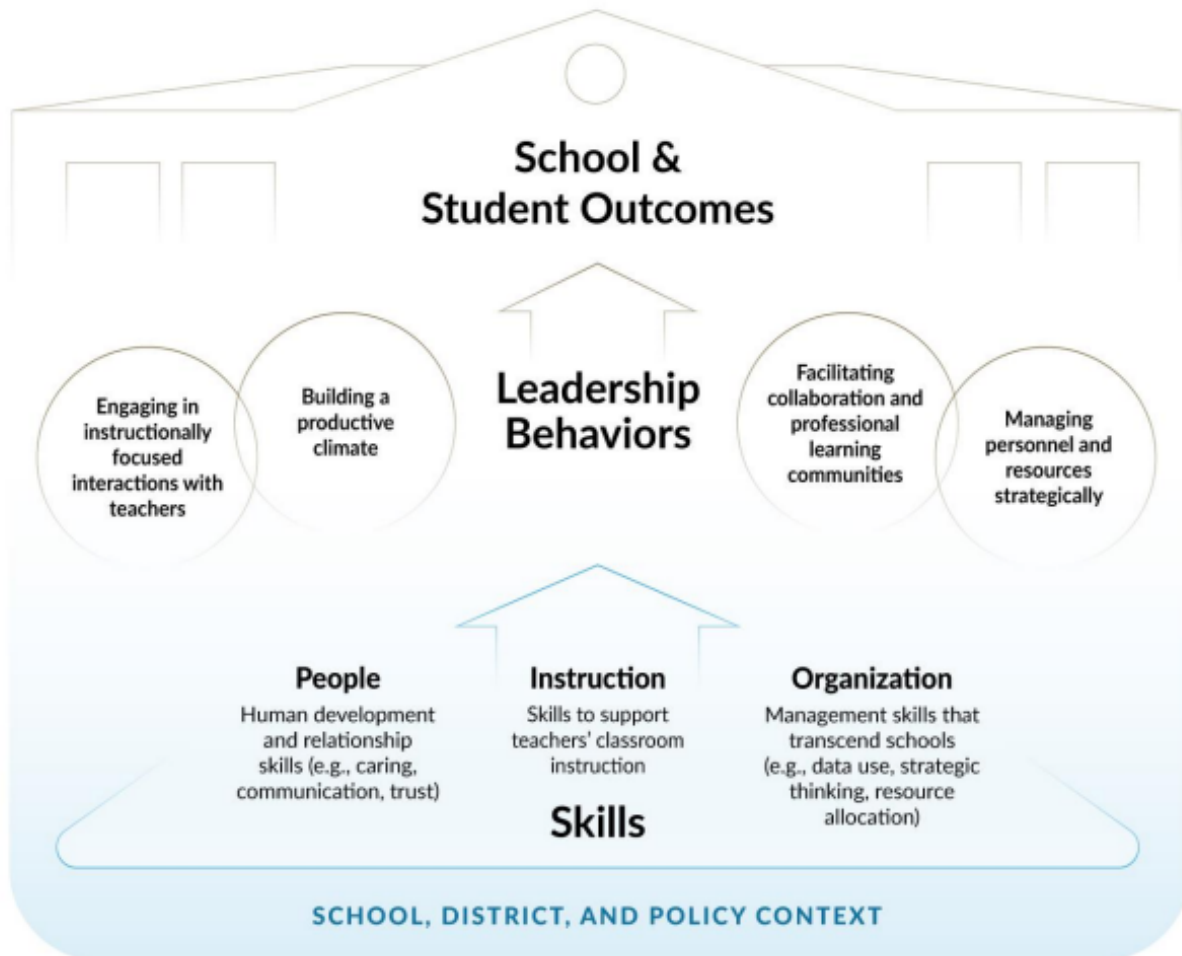 School &
Student Outcomes
Leadership
Behaviors
Engaging in
instructionally
focused
interactions with
teachers
Building a
productive
climate
Facilitating
collaboration and
professional
learning
communities
Managing
personnel and
resources
strategically
People
Human development
and relationship
skills (e.g., caring,
communication, trust)
Instruction
Skills to support
teachers' classroom
instruction
Organization
Management skills that
transcend schools
(e.g., data use, strategic
thinking, resource
allocation)
Skills
SCHOOL, DISTRICT, AND POLICY CONTEXT